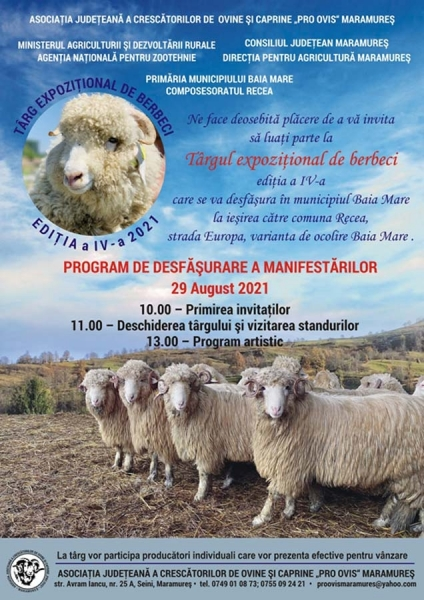 ASOCIAȚIA JUDEȚEANĂ A CRESCĂTORILOR DE OVINE ȘI CAPRINE „PRO OVIS" MARAMUREȘ
MINISTERUL AGRICULTURII ȘI DEZVOLTĂRII RURALE
AGENȚIA NAȚIONALĂ PENTRU ZOOTEHNIE
CONSILIUL JUDEȚEAN MARAMUREȘ
DIRECȚIA PENTRU AGRICULTURĂ MARAMUREȘ
PRIMĂRIA MUNICIPIULUI BAIA MARE
COMPOSESORATUL RECEA
TÂRG EXPOZIȚIONAL DE BERBECI
EDIȚIA a IV-a 2021
Ne face deosebită plăcere de a vă invita
să luați parte la
Târgul expozițional de berbeci
ediția a IV-a
care se va desfășura în municipiul Baia Mare
la ieșirea către comuna Recea,
strada Europa, varianta de ocolire Baia Mare .
PROGRAM DE DESFĂȘURARE A MANIFESTĂRILOR
29 August 2021
10.00 – Primirea invitaților
11.00 – Deschiderea târgului și vizitarea standurilor
13.00 – Program artistic
La târg vor participa producători individuali care vor prezenta efective pentru vânzare
ASOCIAȚIA JUDEȚEANĂ A CRESCĂTORILOR DE OVINE ȘI CAPRINE „PRO OVIS" MARAMUREȘ
str. Avram Iancu, nr. 25 A, Seini, Maramureș • tel. 0749 01 08 73; 0755 09 24 21 • proovismaramures@yahoo.com